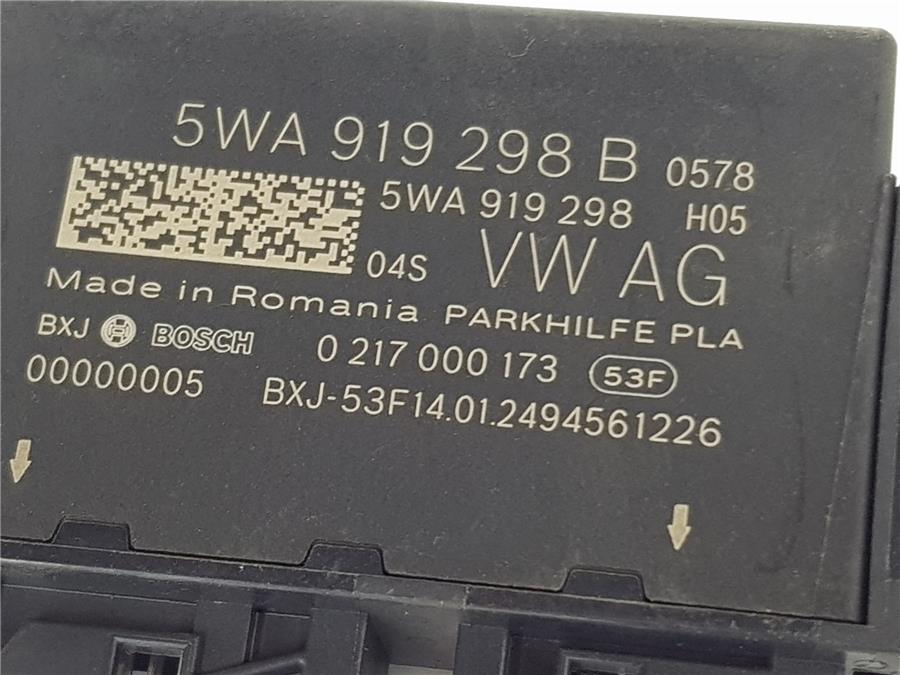 5WA 919 298 B 0578
5WA 919 298 H05
04S VW AG
Made in Romania PARKHILFE PLA
BXJ BOSCH 0 217 000 173 53F
00000005 BXJ-53F14.01.2494561226